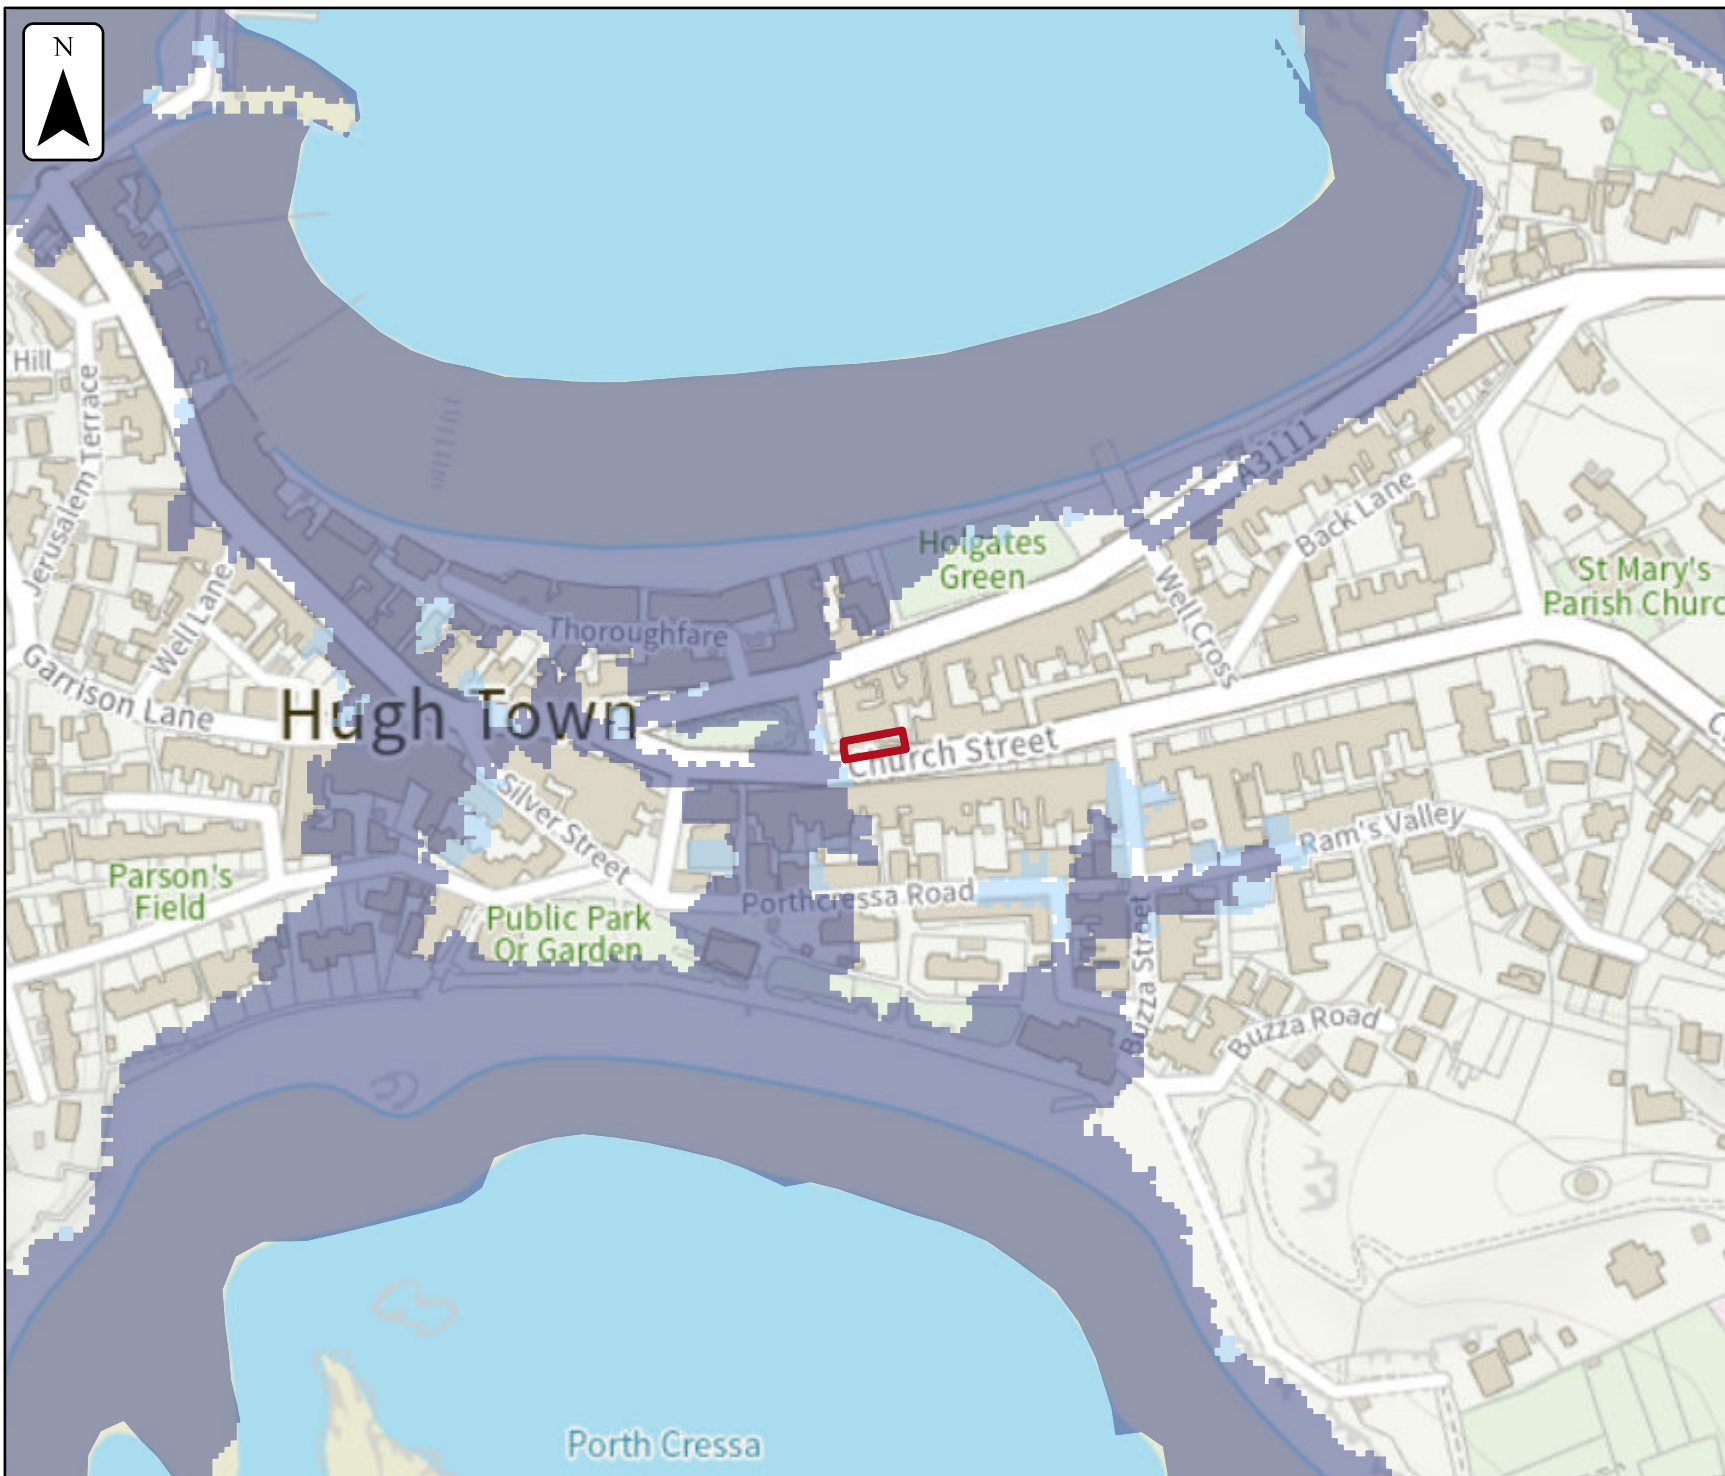 N
Hill
Jerusalem Terrace
A3111
Back Lane
Holgates
Green
St Mary's
Parish Churc
Well Cross
Well Lane
Thoroughfare
Garrison Lane
Hugh Town
Church Street
Silver Street
Ram's Valley
Parson's
Field
Porthcressa Road
Public Park
Or Garden
Buzza Street
Buzza Road
Porth Cressa